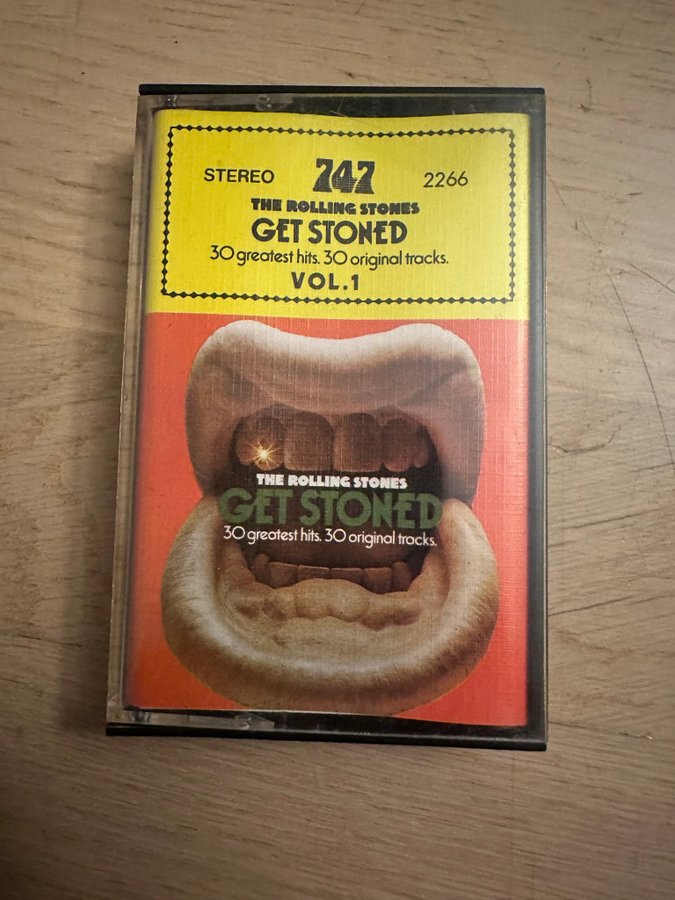 STEREO 747 2266
THE ROLLING STONES
GET STONED
30 greatest hits. 30 original tracks.
VOL.1
THE ROLLING STONES
GET STONED
30 greatest hits. 30 original tracks.